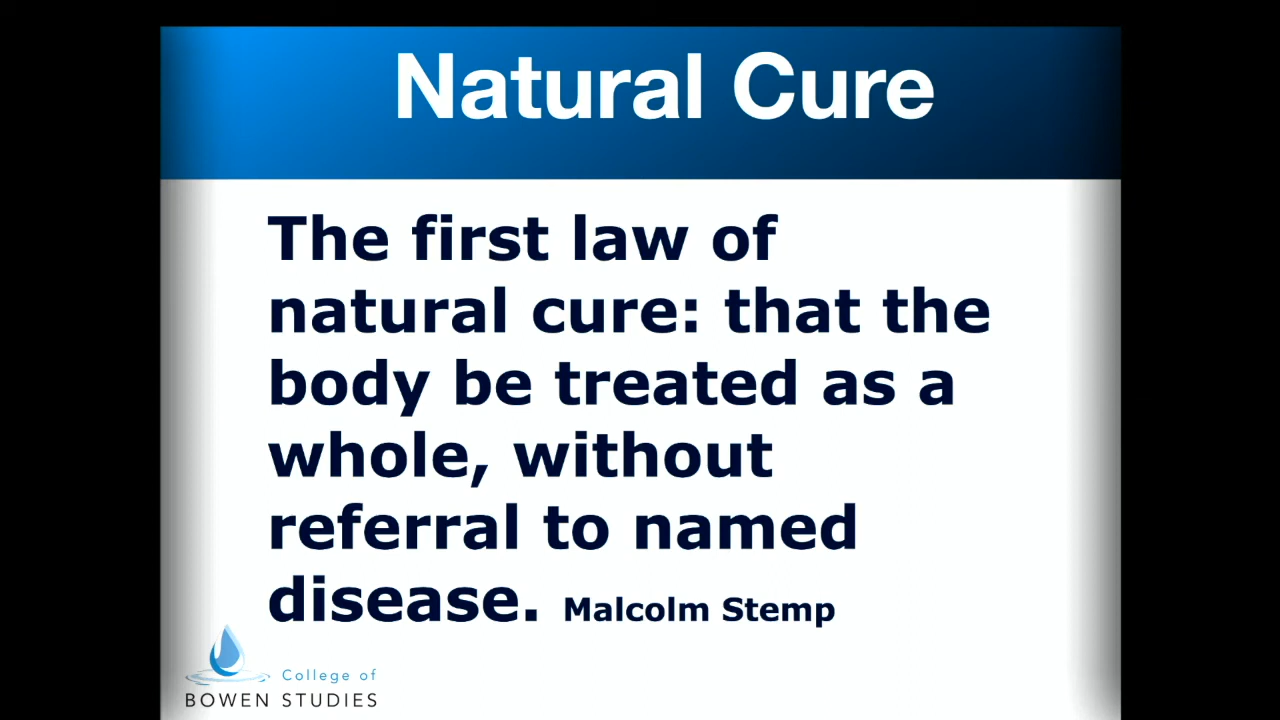 Natural Cure
The first law of
natural cure: that the
body be treated as a
whole, without
referral to named
disease. Malcolm Stemp
College of
BOWEN STUDIES